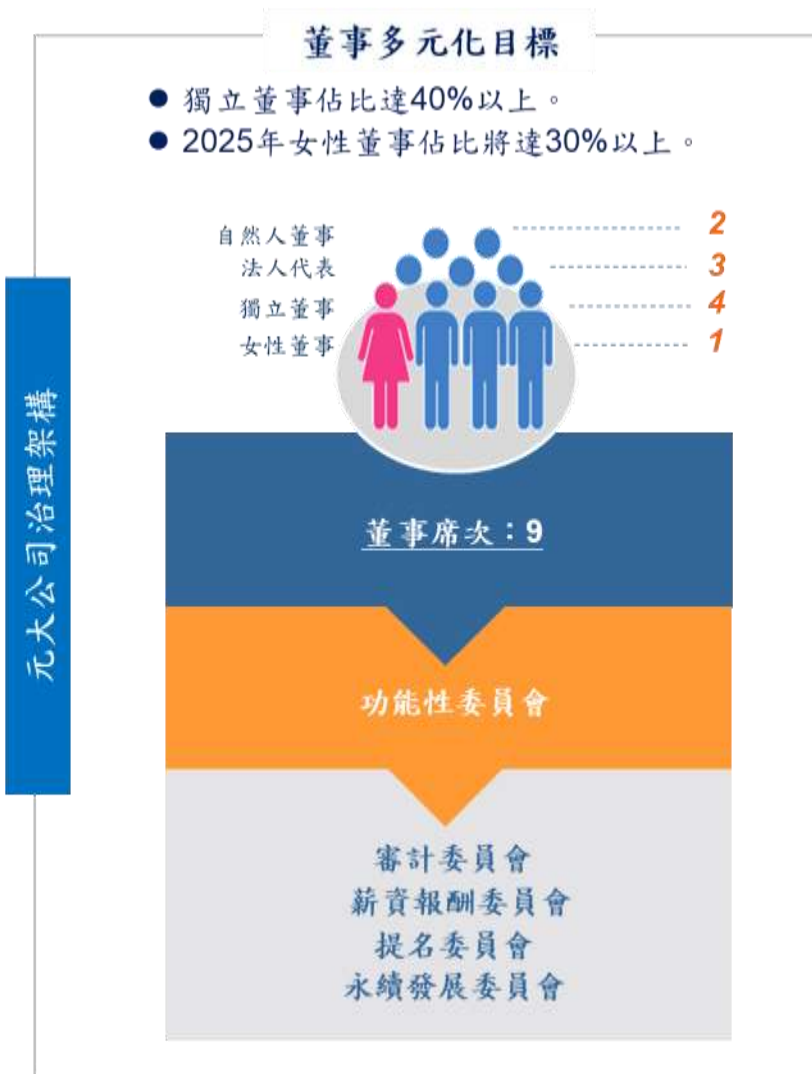 董事多元化目標
● 獨立董事佔比達40%以上。
● 2025年女性董事佔比將達30%以上。
自然人董事 2
法人代表 3
獨立董事 4
女性董事 1
元大公司治理架構
董事席次：9
功能性委員會
審計委員會
薪資報酬委員會
提名委員會
永續發展委員會